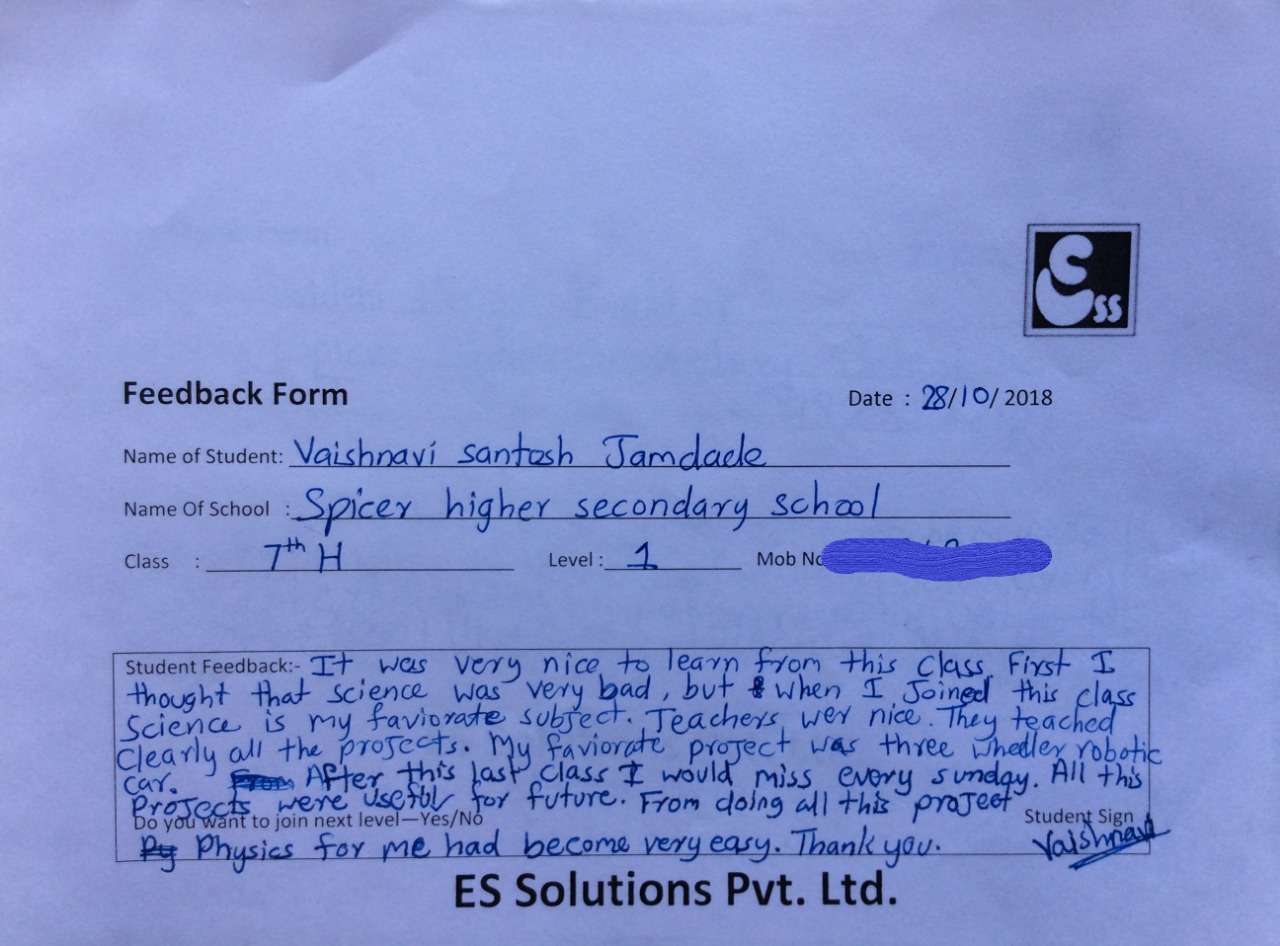 Ess
Feedback Form
Date : 28/10/ 2018
Name of Student: Vaishnavi santosh Jamdade
Name Of School : Spicer higher secondary school
Class : 7th H Level : 1 Mob No
Student Feedback:- It was very nice to learn from this class. First I
thought that science was very bad, but when I Joined this class
Science is my faviorate subject. Teachers wer nice. They teached
clearly all the projects. My faviorate project was three wheeler robotic
car. After this last class I would miss every sunday. All this
Projects were useful for future. From doing all this project
Do you want to join next level—Yes/No Student Sign
Physics for me had become very easy. Thank you. Vaishnavi
ES Solutions Pvt. Ltd.